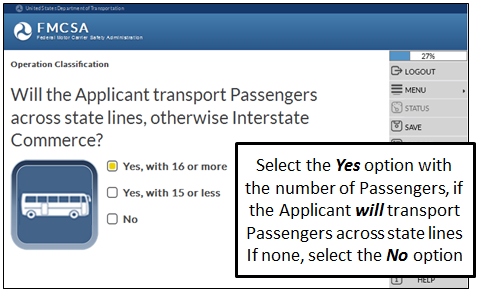 United States Department of Transportation
FMCSA
Federal Motor Carrier Safety Administration
27%
Operation Classification
LOGOUT
MENU
STATUS
SAVE
Will the Applicant transport Passengers
across state lines, otherwise Interstate
Commerce?
Yes, with 16 or more
Yes, with 15 or less
No
Select the Yes option with
the number of Passengers, if
the Applicant will transport
Passengers across state lines
If none, select the No option
HELP